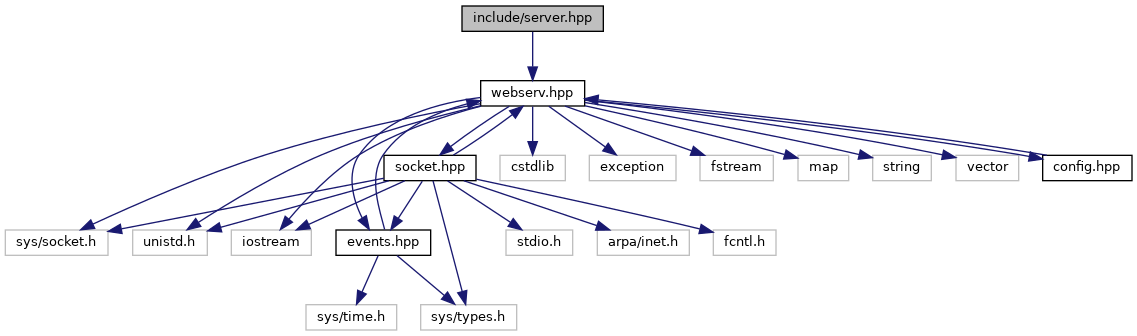 include/server.hpp
webserv.hpp
socket.hpp
cstdlib
exception
fstream
map
string
vector
config.hpp
sys/socket.h
unistd.h
iostream
events.hpp
stdio.h
arpa/inet.h
fcntl.h
sys/time.h
sys/types.h